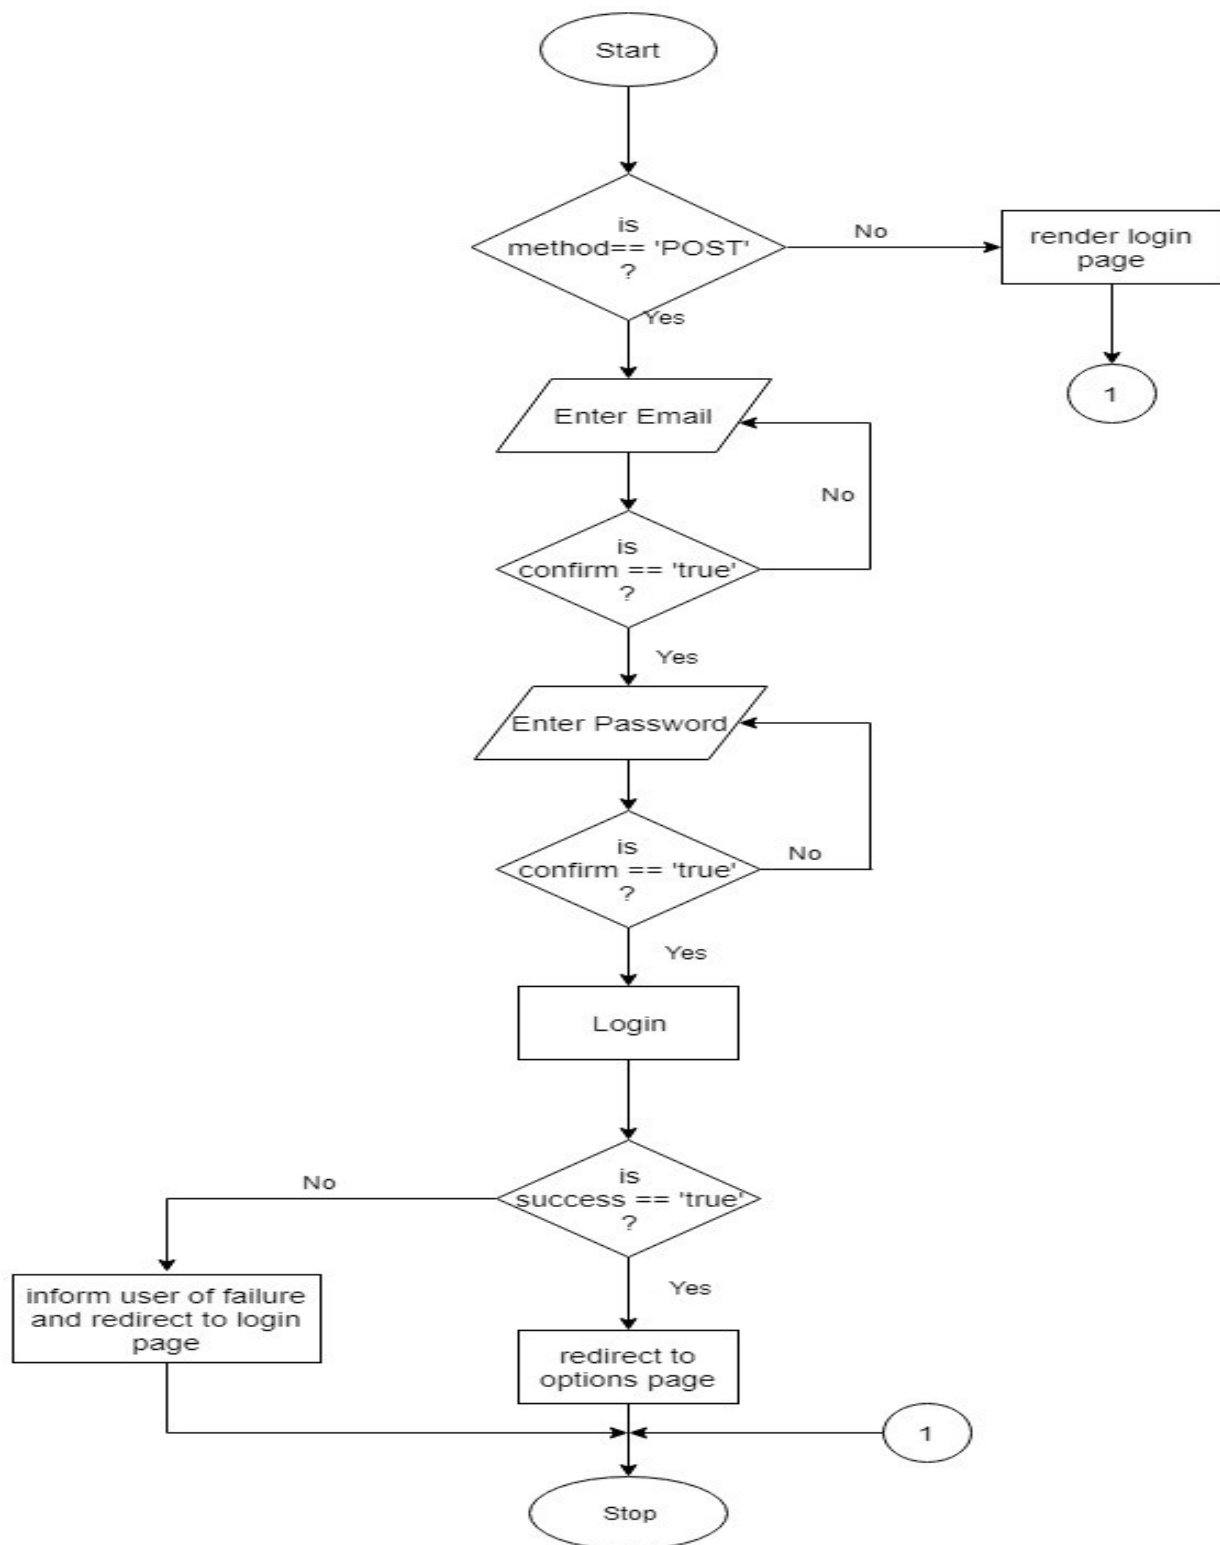 Start
is
method== 'POST'
?
No
render login
page
Yes
1
Enter Email
No
is
confirm == 'true'
?
Yes
Enter Password
is
confirm == 'true'
?
No
Yes
Login
is
success == 'true'
?
No
Yes
inform user of failure
and redirect to login
page
redirect to
options page
1
Stop